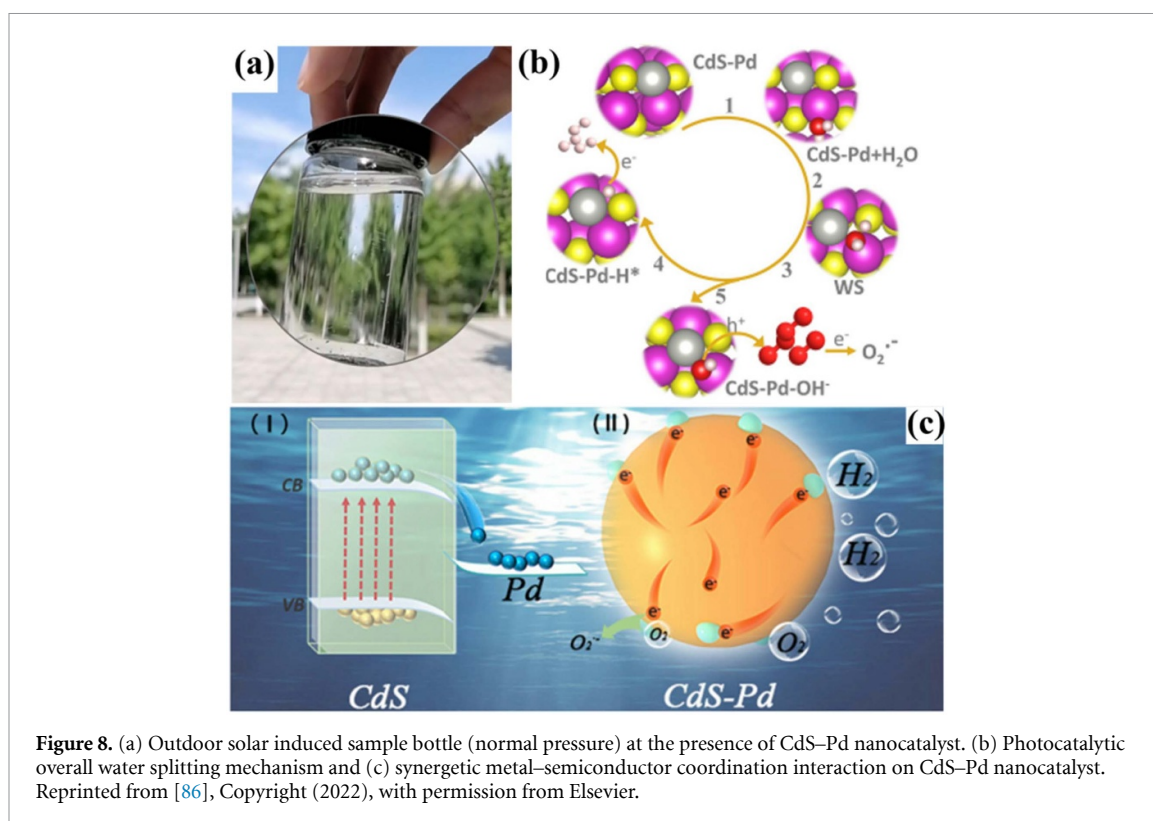 (a)
(b)
CdS-Pd
1
CdS-Pd+H₂O
2
e⁻
WS
3
CdS-Pd-H*
4
5
h⁺
e⁻
O₂·⁻
CdS-Pd-OH⁻
(I)
(II)
(c)
CB
VB
Pd
CdS
e⁻
e⁻
e⁻
e⁻
e⁻
e⁻
e⁻
e⁻
H₂
H₂
O₂
O₂
O₂·⁻
CdS-Pd
Figure 8. (a) Outdoor solar induced sample bottle (normal pressure) at the presence of CdS–Pd nanocatalyst. (b) Photocatalytic
overall water splitting mechanism and (c) synergetic metal–semiconductor coordination interaction on CdS–Pd nanocatalyst.
Reprinted from [86], Copyright (2022), with permission from Elsevier.